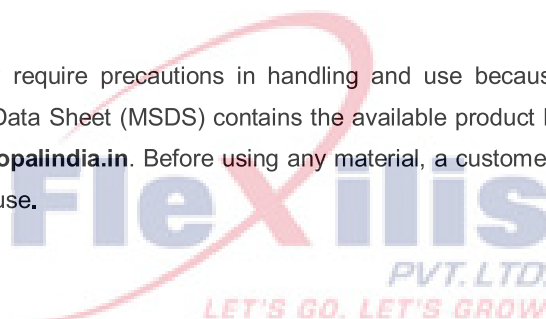 require precautions in handling and use becaus
Data Sheet (MSDS) contains the available product
opalindia.in. Before using any material, a custome
use.
Flexilis
PVT. LTD.
LET'S GO. LET'S GROW